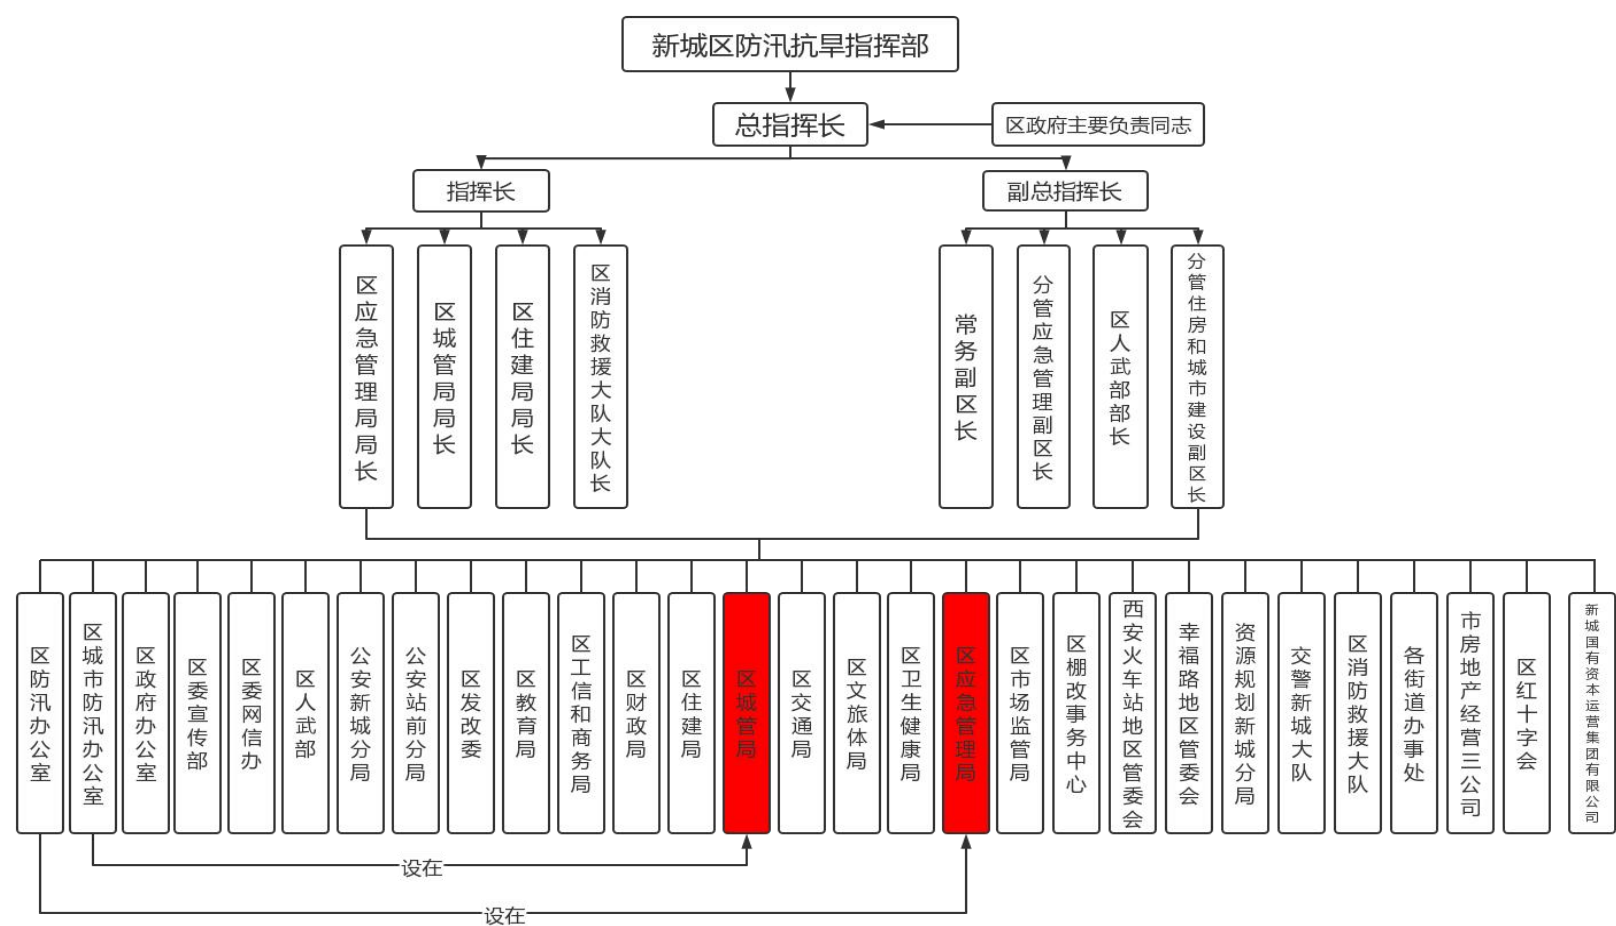 新城区防汛抗旱指挥部
总指挥长
区政府主要负责同志
指挥长
副总指挥长
区应急管理局局长
区城管局局长
区住建局局长
区消防救援大队大队长
常务副区长
分管应急管理副区长
区人武部部长
分管住房和城市建设副区长
区防汛办公室
区城市防汛办公室
区政府办公室
区委宣传部
区委网信办
区人武部
公安新城分局
公安站前分局
区发改委
区教育局
区工信和商务局
区财政局
区住建局
区城管局
区交通局
区文旅体局
区卫生健康局
区应急管理局
区市场监管局
区棚改事务中心
西安火车站地区管委会
幸福路地区管委会
资源规划新城分局
交警新城大队
区消防救援大队
各街道办事处
市房地产经营三公司
区红十字会
新城国有资本运营集团有限公司
设在
设在